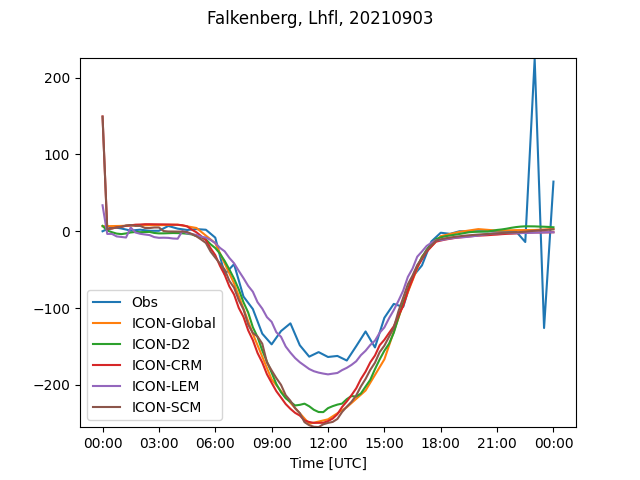 Falkenberg, Lhfl, 20210903
200
100
0
−100
−200
Obs
ICON-Global
ICON-D2
ICON-CRM
ICON-LEM
ICON-SCM
00:00 03:00 06:00 09:00 12:00 15:00 18:00 21:00 00:00
Time [UTC]